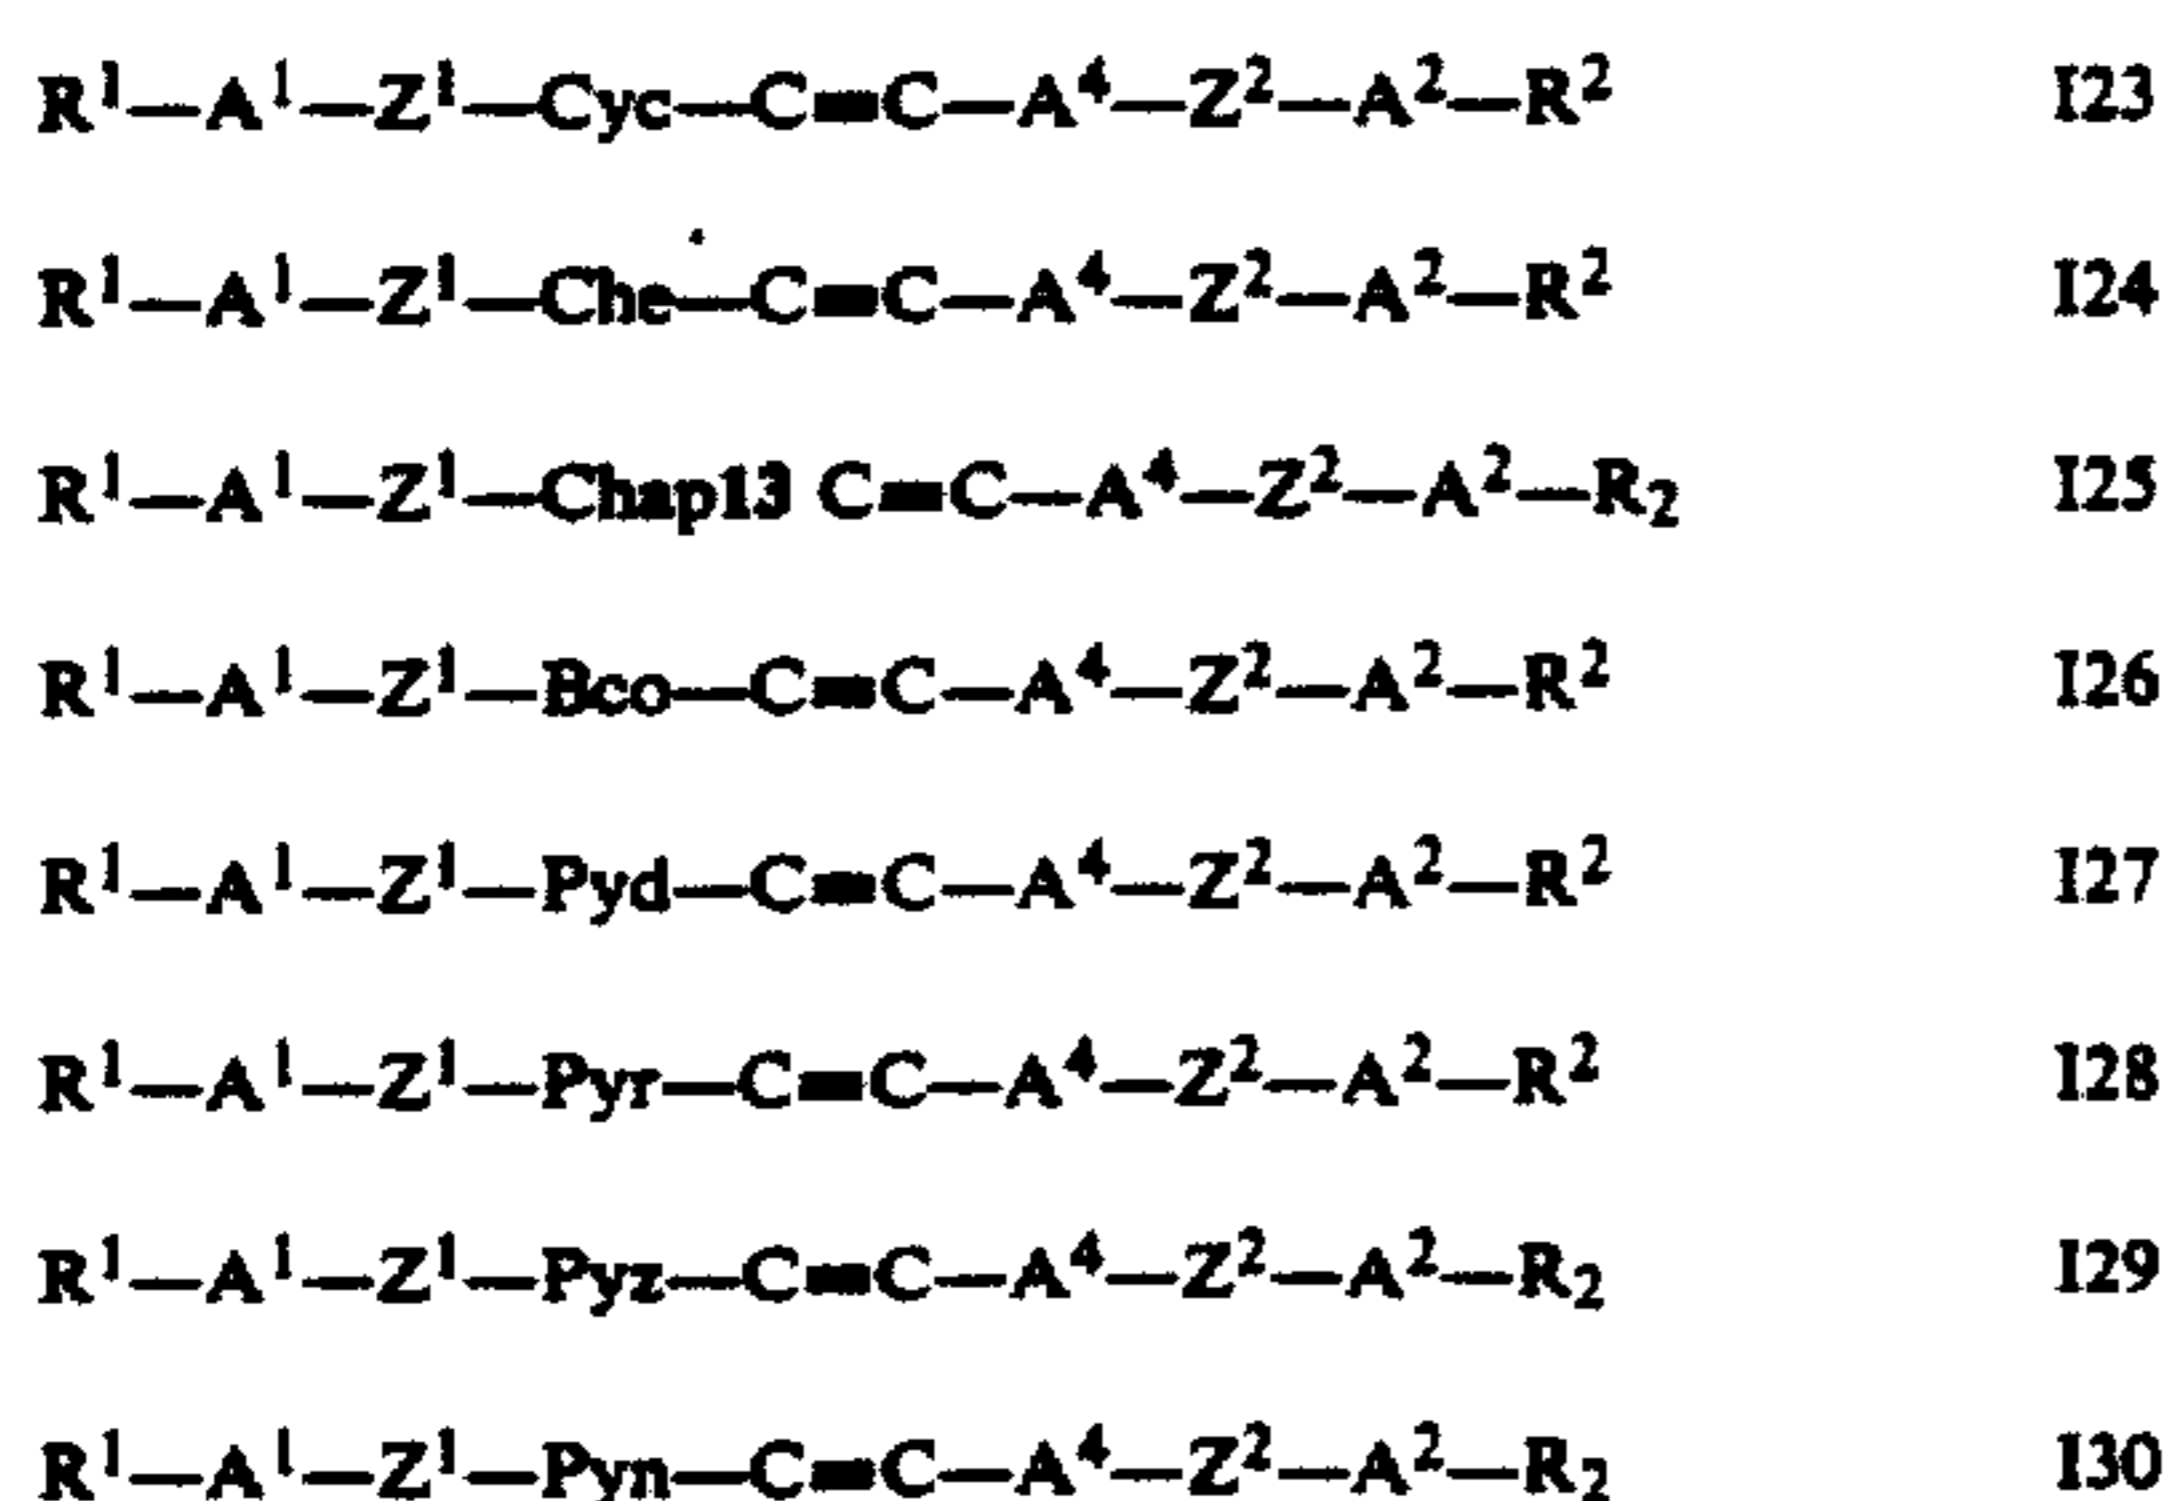 R¹—A¹—Z¹—Cyc—C≡C—A⁴—Z²—A²—R² I23
R¹—A¹—Z¹—Che—C≡C—A⁴—Z²—A²—R² I24
R¹—A¹—Z¹—Chap13 C≡C—A⁴—Z²—A²—R₂ I25
R¹—A¹—Z¹—Bco—C≡C—A⁴—Z²—A²—R² I26
R¹—A¹—Z¹—Pyd—C≡C—A⁴—Z²—A²—R² I27
R¹—A¹—Z¹—Pyr—C≡C—A⁴—Z²—A²—R² I28
R¹—A¹—Z¹—Pyz—C≡C—A⁴—Z²—A²—R₂ I29
R¹—A¹—Z¹—Pyn—C≡C—A⁴—Z²—A²—R₂ I30